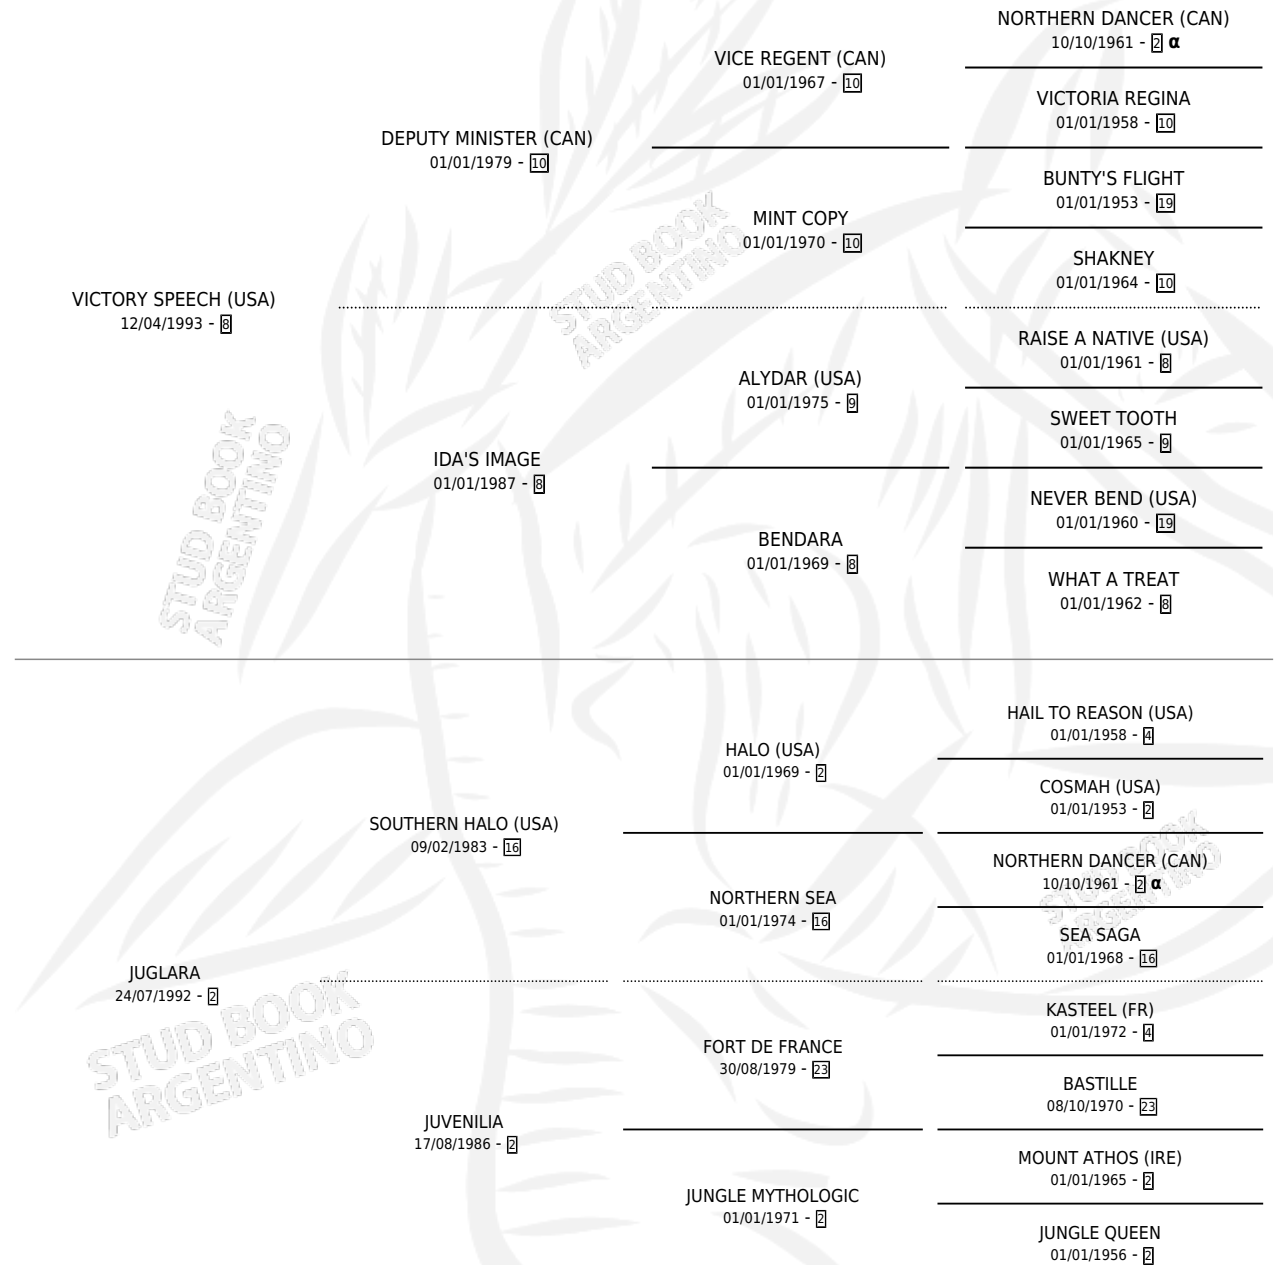 NORTHERN DANCER (CAN)
10/10/1961 - 2 α
VICE REGENT (CAN)
01/01/1967 - 10
VICTORIA REGINA
01/01/1958 - 10
DEPUTY MINISTER (CAN)
01/01/1979 - 10
BUNTY'S FLIGHT
01/01/1953 - 19
MINT COPY
01/01/1970 - 10
SHAKNEY
01/01/1964 - 10
VICTORY SPEECH (USA)
12/04/1993 - 8
RAISE A NATIVE (USA)
01/01/1961 - 8
ALYDAR (USA)
01/01/1975 - 9
SWEET TOOTH
01/01/1965 - 9
IDA'S IMAGE
01/01/1987 - 8
NEVER BEND (USA)
01/01/1960 - 19
BENDARA
01/01/1969 - 8
WHAT A TREAT
01/01/1962 - 8
HAIL TO REASON (USA)
01/01/1958 - 4
HALO (USA)
01/01/1969 - 2
COSMAH (USA)
01/01/1953 - 2
SOUTHERN HALO (USA)
09/02/1983 - 16
NORTHERN DANCER (CAN)
10/10/1961 - 2 α
NORTHERN SEA
01/01/1974 - 16
SEA SAGA
01/01/1968 - 16
JUGLARA
24/07/1992 - 2
KASTEEL (FR)
01/01/1972 - 4
FORT DE FRANCE
30/08/1979 - 23
BASTILLE
08/10/1970 - 23
JUVENILIA
17/08/1986 - 2
MOUNT ATHOS (IRE)
01/01/1965 - 2
JUNGLE MYTHOLOGIC
01/01/1971 - 2
JUNGLE QUEEN
01/01/1956 - 2
STUD BOOK
ARGENTINO
STUD BOOK
ARGENTINO
STUD BOOK
ARGENTINO
STUD BOOK
ARGENTINO